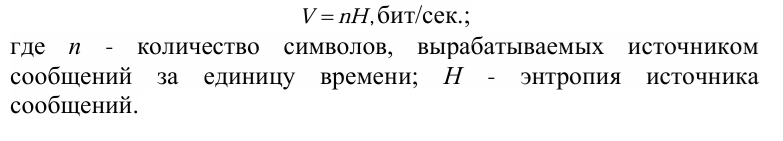 V = nH, бит/сек.;
где n - количество символов, вырабатываемых источником
сообщений за единицу времени; H - энтропия источника
сообщений.